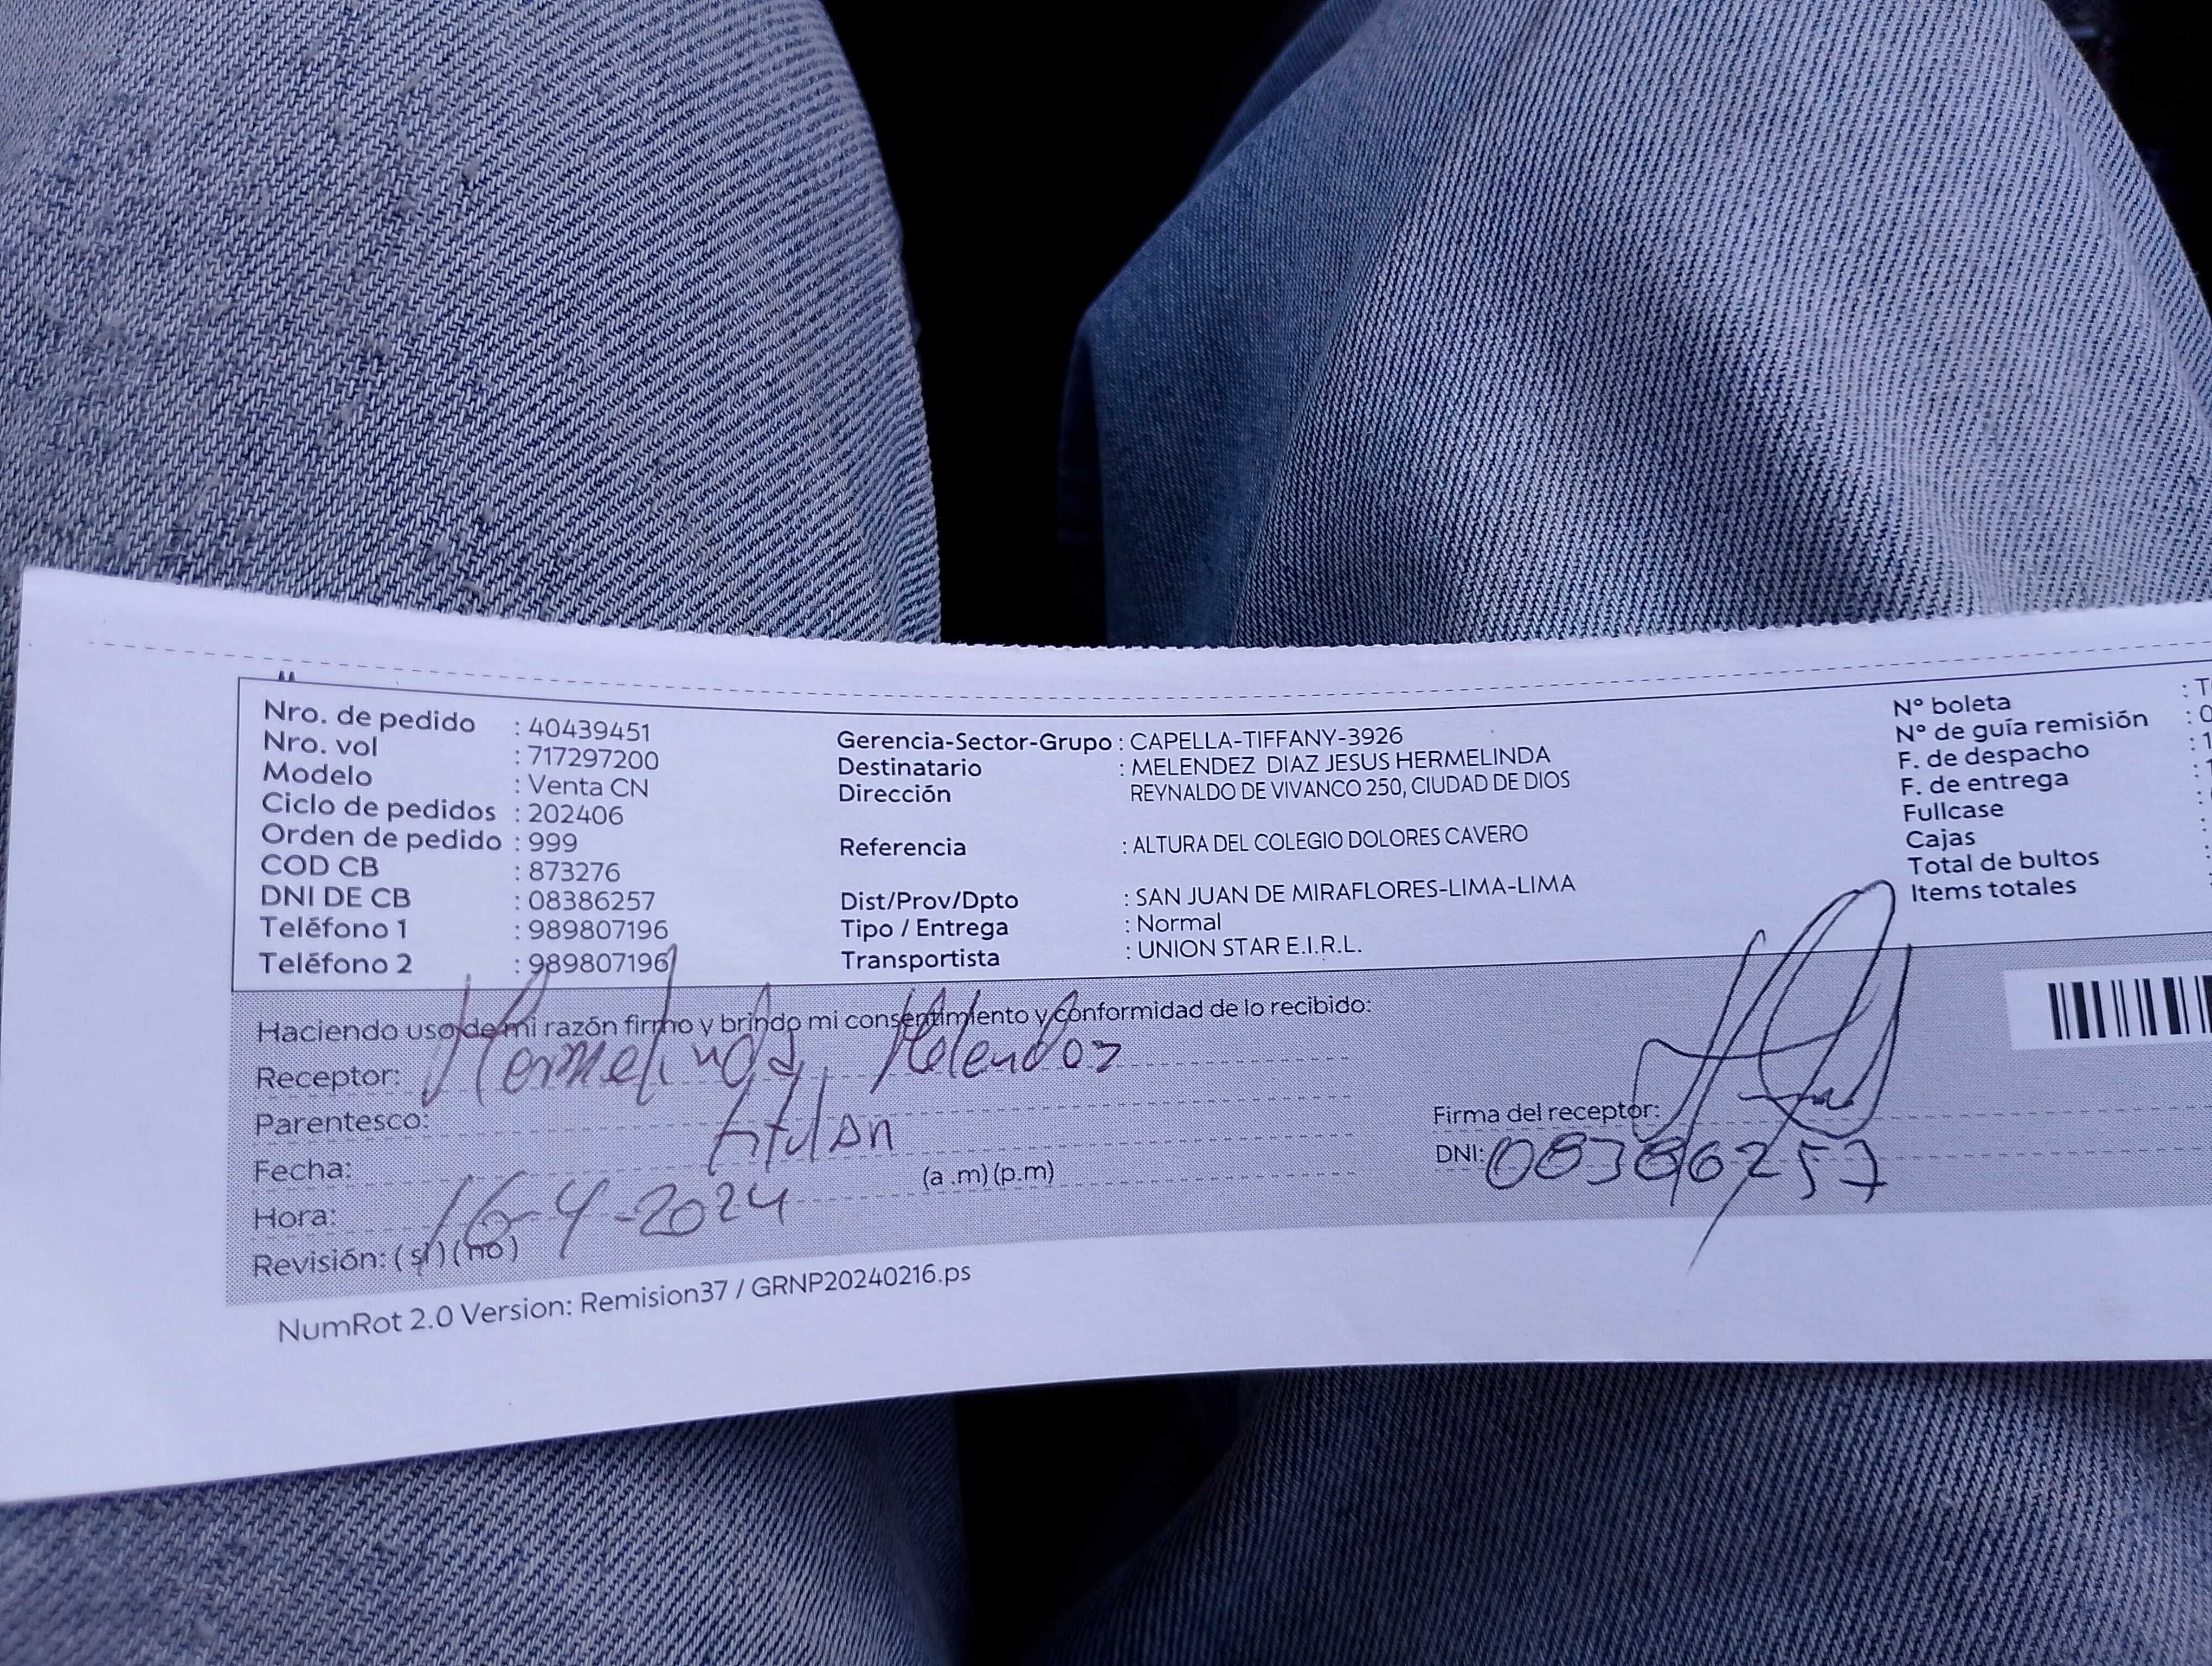 Nro. de pedido : 40439451
Nro. vol : 717297200
Modelo : Venta CN
Ciclo de pedidos : 202406
Orden de pedido : 999
COD CB : 873276
DNI DE CB : 08386257
Teléfono 1 : 989807196
Teléfono 2 : 989807196
Gerencia-Sector-Grupo : CAPELLA-TIFFANY-3926
Destinatario : MELENDEZ DIAZ JESUS HERMELINDA
Dirección REYNALDO DE VIVANCO 250, CIUDAD DE DIOS
Referencia : ALTURA DEL COLEGIO DOLORES CAVERO
Dist/Prov/Dpto : SAN JUAN DE MIRAFLORES-LIMA-LIMA
Tipo / Entrega : Normal
Transportista : UNION STAR E.I.R.L.
N° boleta : T
N° de guía remisión : 0
F. de despacho : 1
F. de entrega : 1
Fullcase :
Cajas :
Total de bultos :
Items totales :
Haciendo uso de mi razón firmo y brindo mi consentimiento y conformidad de lo recibido:
Receptor: Hermelinda Melendez
Parentesco: titular
Fecha: (a .m) (p.m)
Hora: 16-4-2024
Revisión: (si) (no)
Firma del receptor:
DNI: 08386257
NumRot 2.0 Version: Remision37 / GRNP20240216.ps